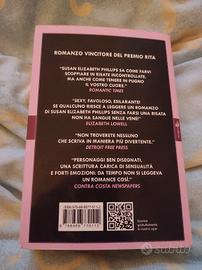 ROMANZO VINCITORE DEL PREMIO RITA
"SUSAN ELIZABETH PHILLIPS SA COME FARVI
SCOPPIARE IN RISATE INCONTROLLATE,
MA ANCHE COME TENERE IN PUGNO
IL VOSTRO CUORE."
ROMANTIC TIMES
"SEXY, FAVOLOSO, ESILARANTE!
SE QUALCUNO RIESCE A LEGGERE UN ROMANZO
DI SUSAN ELIZABETH PHILLIPS SENZA FARSI UNA RISATA
NON HA SANGUE NELLE VENE!"
ELIZABETH LOWELL
"NON TROVERETE NESSUNO
CHE SCRIVA IN MANIERA PIÙ DIVERTENTE."
DETROIT FREE PRESS
"PERSONAGGI BEN DISEGNATI,
UNA SCRITTURA CARICA DI SENSUALITÀ
E FORTI EMOZIONI: DA TEMPO NON SI LEGGEVA
UN ROMANCE COSÌ."
CONTRA COSTA NEWSPAPERS
subito.it